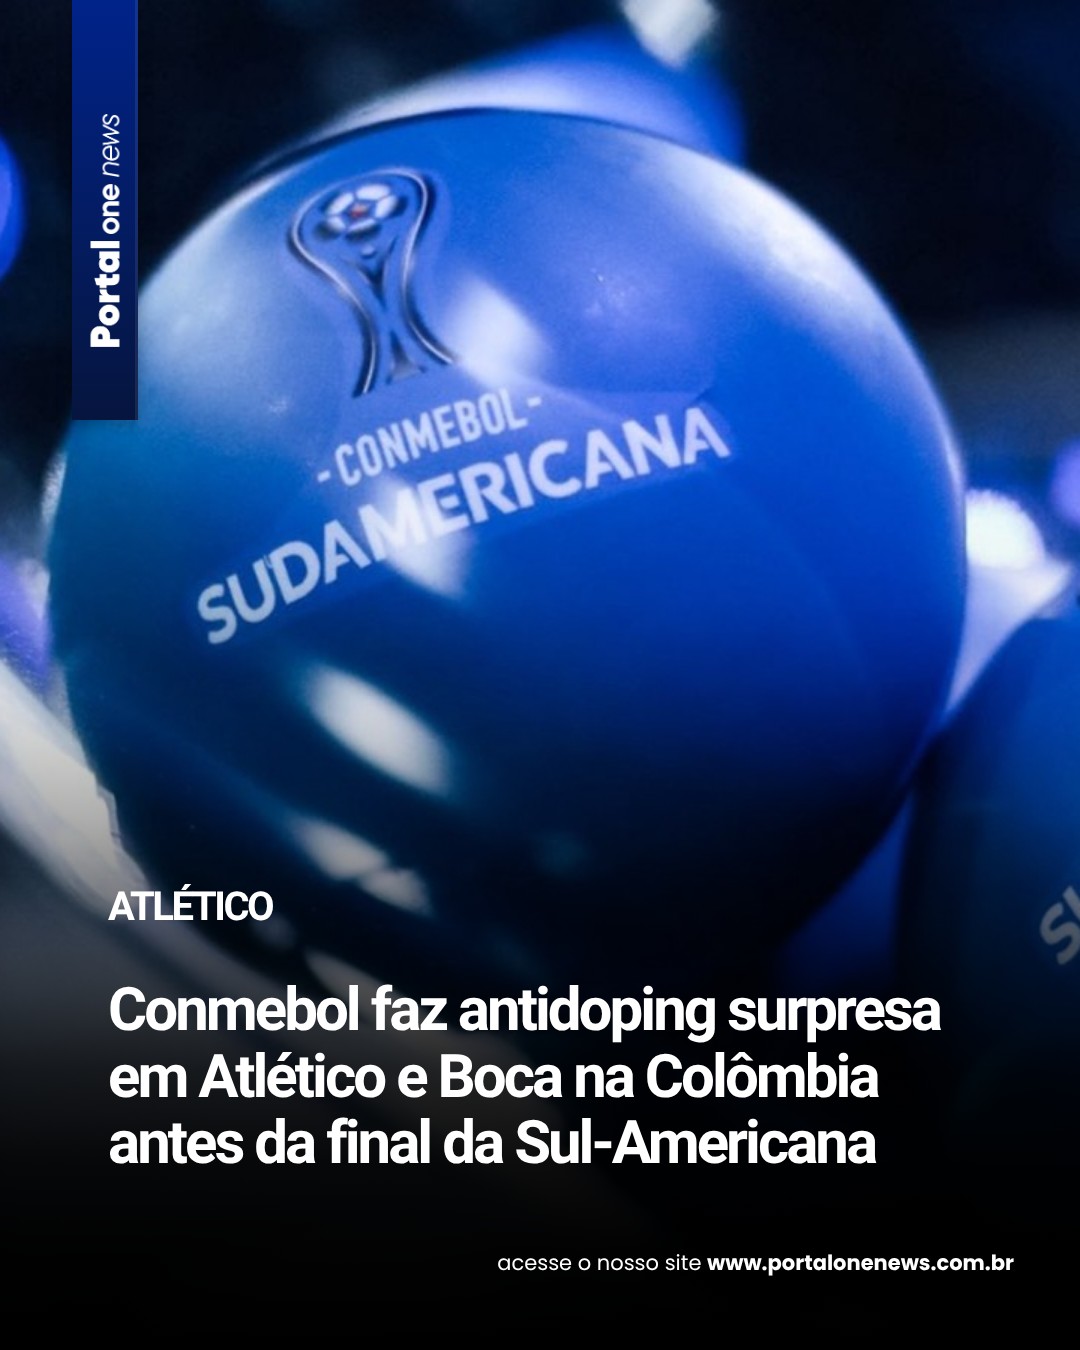 Portal one news
-CONMEBOL-
SUDAMERICANA
ATLÉTICO
Conmebol faz antidoping surpresa
em Atlético e Boca na Colômbia
antes da final da Sul-Americana
acesse o nosso site www.portalonenews.com.br